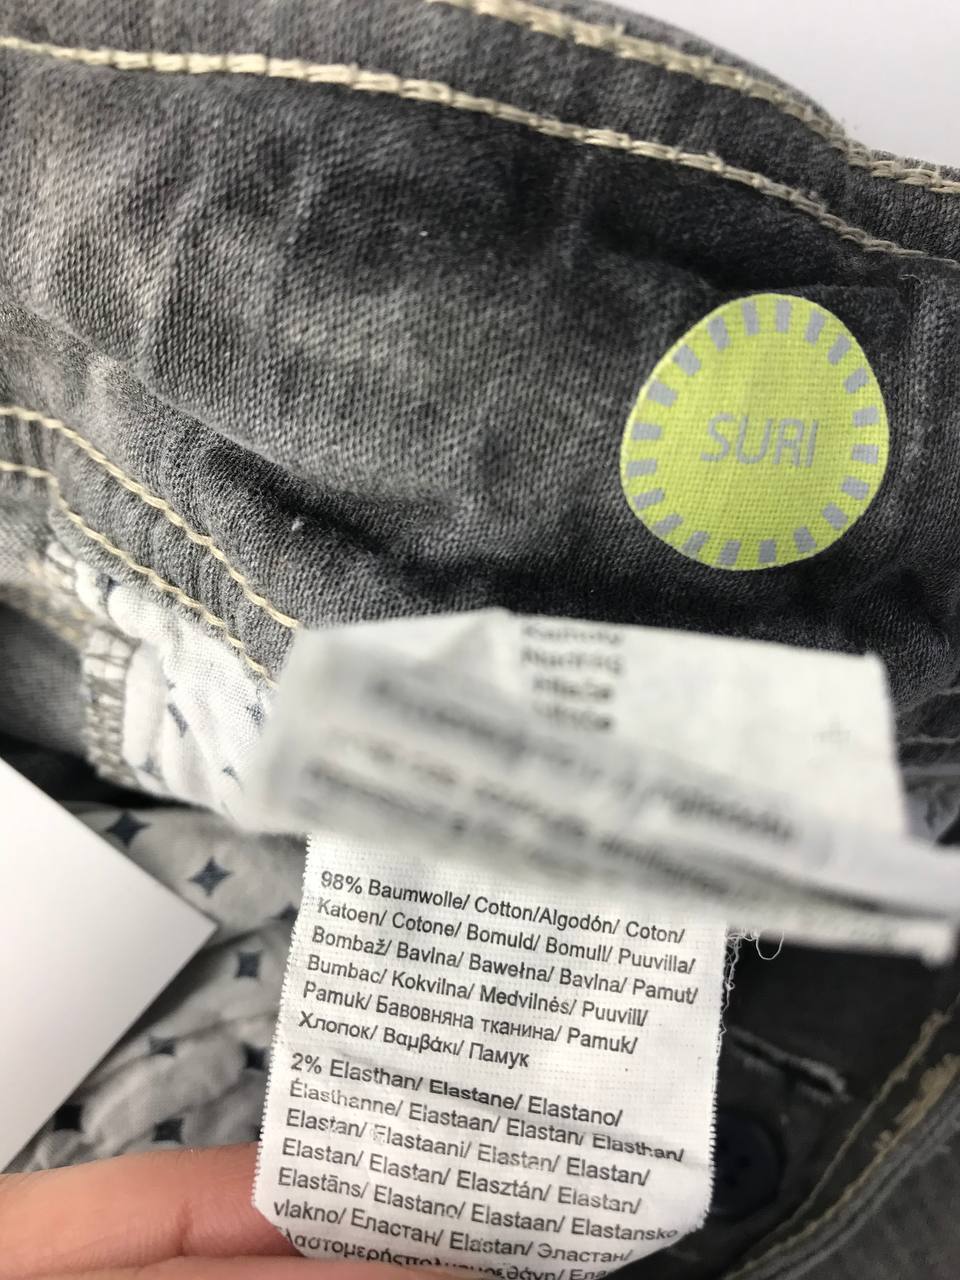 SURI
98% Baumwolle/ Cotton/Algodón/ Coton/
Katoen/ Cotone/ Bomuld/ Bomull/ Puuvilla/
Bombaž/ Bavlna/ Bawełna/ Bavlna/ Pamut/
Bumbac/ Kokvilna/ Medvilnės/ Puuvill/
Pamuk/ Бавовняна тканина/ Pamuk/
Хлопок/ Βαμβάκι/ Памук
2% Elasthan/ Elastane/ Elastano/
Élasthanne/ Elastaan/ Elastan/ Elasthan/
Elastan/ Elastaani/ Elastan/ Elastan/
Elastan/ Elastan/ Elasztán/ Elastan/
Elastāns/ Elastano/ Elastaan/ Elastansko
vlakno/ Еластан/ Elastan/ Эластан/